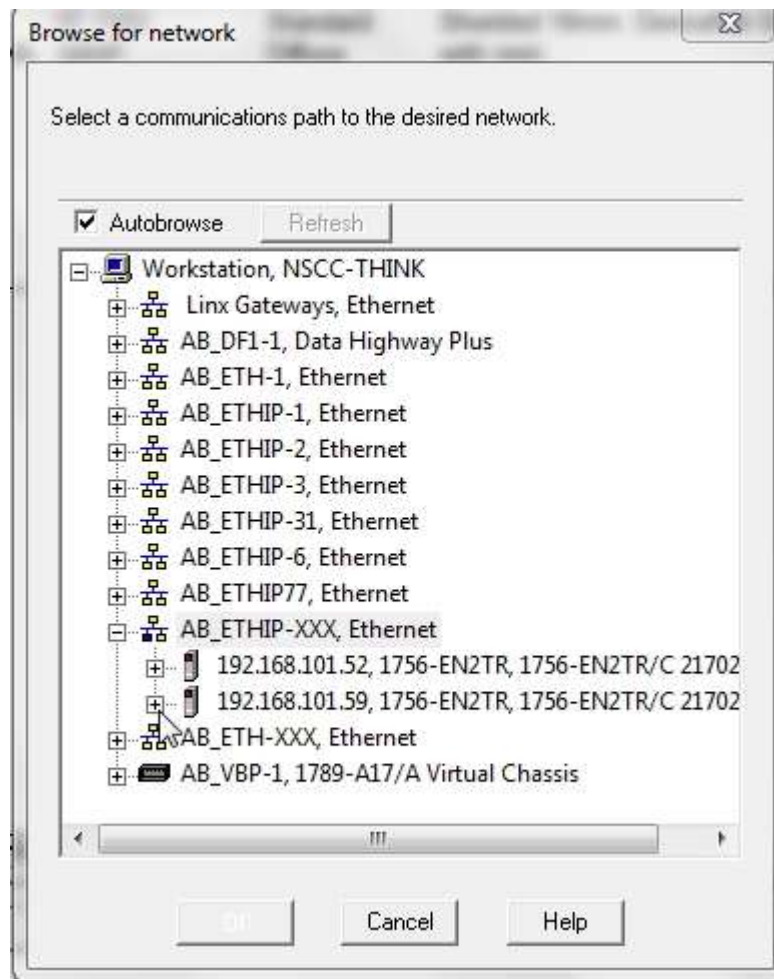 Browse for network
Select a communications path to the desired network.
Autobrowse
Refresh
Workstation, NSCC-THINK
Linx Gateways, Ethernet
AB_DF1-1, Data Highway Plus
AB_ETH-1, Ethernet
AB_ETHIP-1, Ethernet
AB_ETHIP-2, Ethernet
AB_ETHIP-3, Ethernet
AB_ETHIP-31, Ethernet
AB_ETHIP-6, Ethernet
AB_ETHIP77, Ethernet
AB_ETHIP-XXX, Ethernet
192.168.101.52, 1756-EN2TR, 1756-EN2TR/C 21702
192.168.101.59, 1756-EN2TR, 1756-EN2TR/C 21702
AB_ETH-XXX, Ethernet
AB_VBP-1, 1789-A17/A Virtual Chassis
Cancel
Help